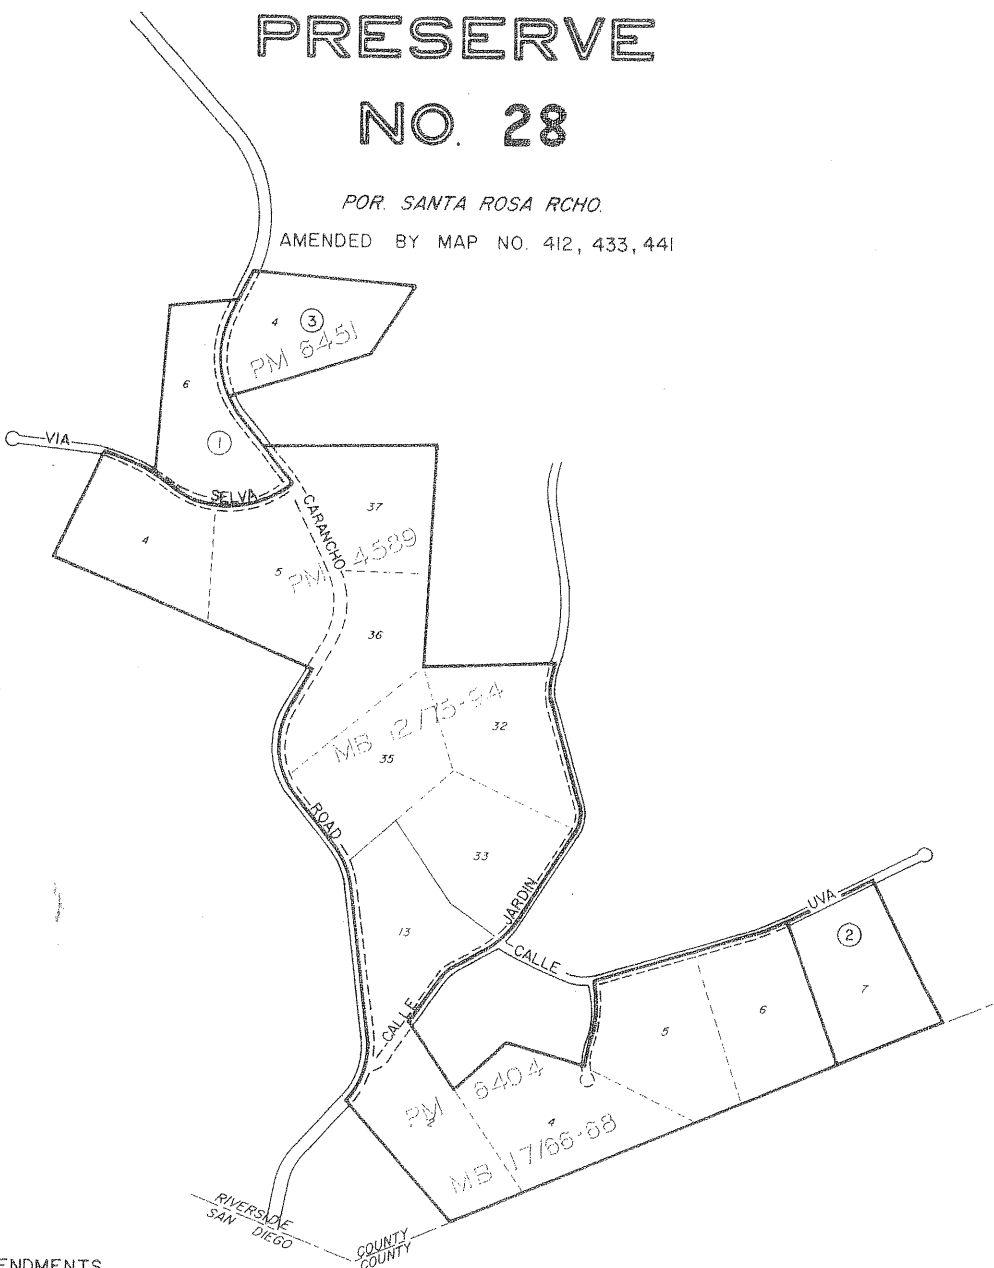 PRESERVE
NO. 28
POR. SANTA ROSA RCHO.
AMENDED BY MAP NO. 412, 433, 441
4
3
PM 6451
6
1
VIA
SELVA
CARANCHO
37
4
5
PM 4589
36
MB 12/75-94
32
35
ROAD
33
JARDIN
UVA
2
13
CALLE
7
6
5
CALLE
PM 6404
2
4
MB 17/66-68
RIVERSIDE
SAN DIEGO
COUNTY
COUNTY